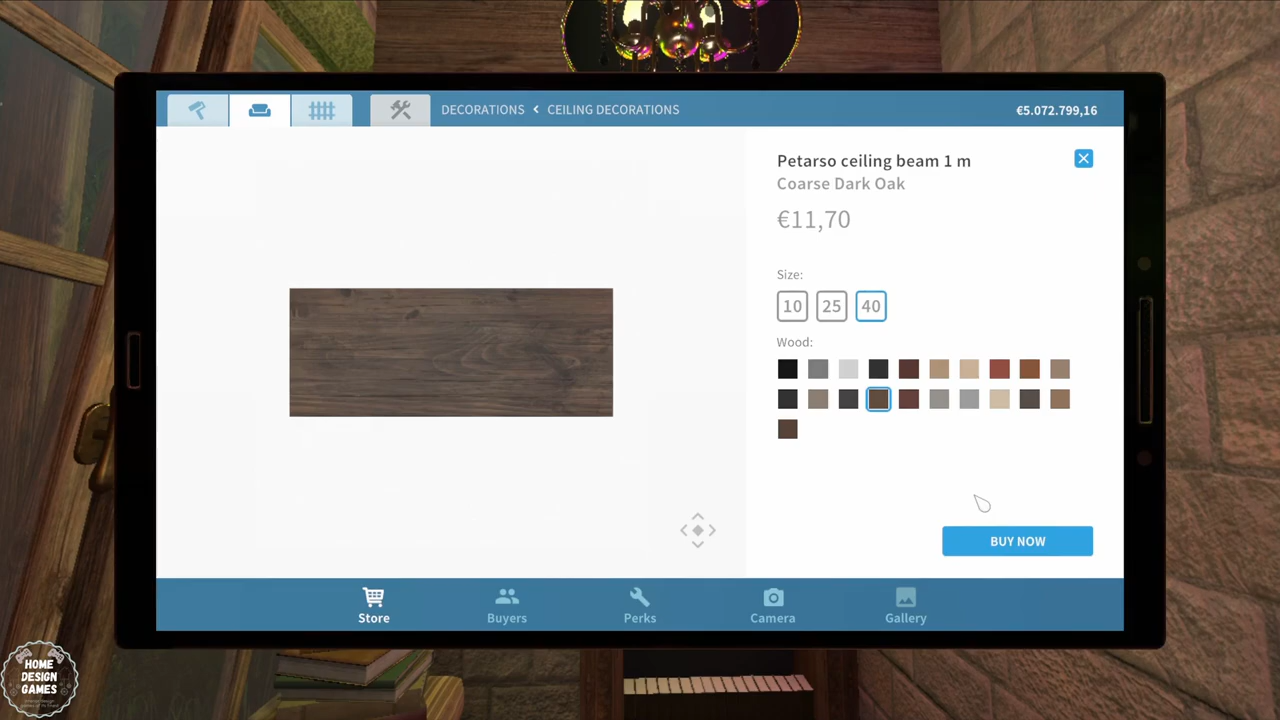 DECORATIONS < CEILING DECORATIONS
€5.072.799,16
Petarso ceiling beam 1 m
Coarse Dark Oak
€11,70
Size:
10 25 40
Wood:
BUY NOW
Store Buyers Perks Camera Gallery
HOME
DESIGN
GAMES